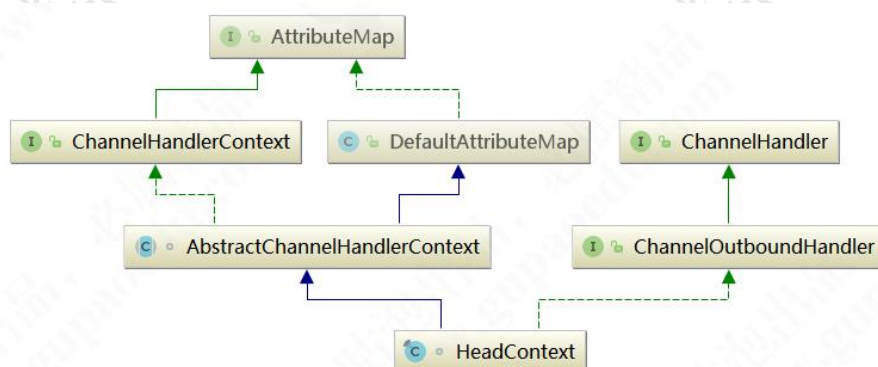 AttributeMap
ChannelHandlerContext
DefaultAttributeMap
ChannelHandler
AbstractChannelHandlerContext
ChannelOutboundHandler
HeadContext